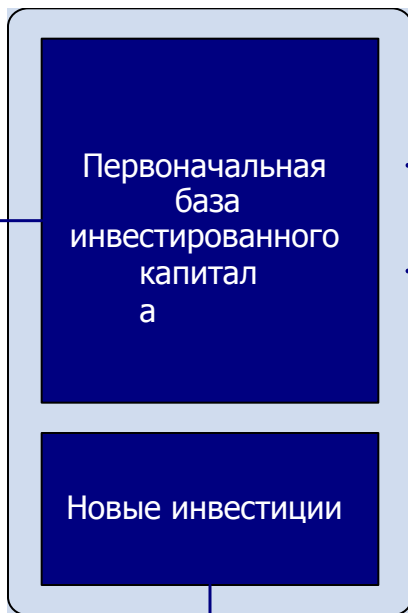 Первоначальная
база
инвестированного
капитал
а
Новые инвестиции